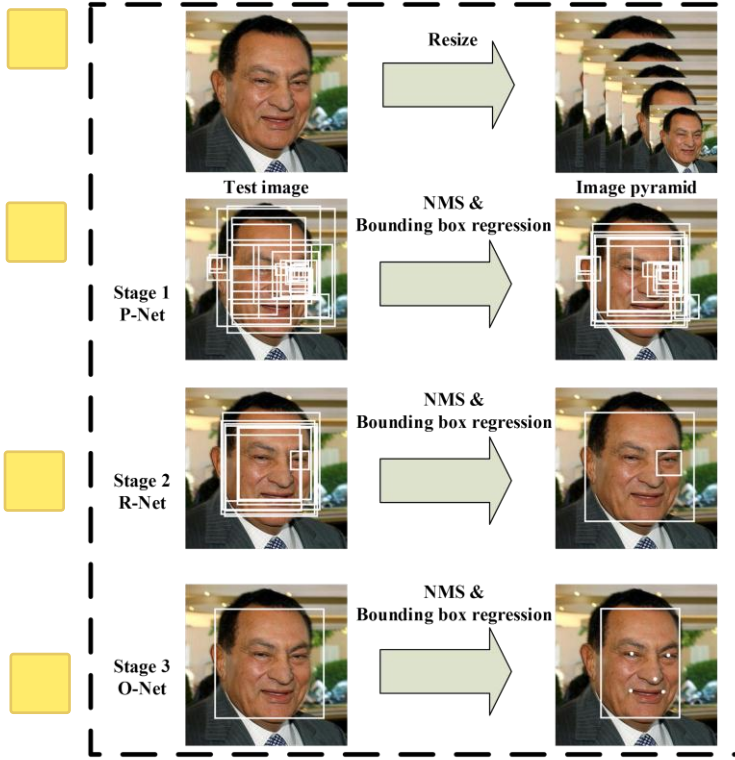 Resize
Test image
Image pyramid
NMS &
Bounding box regression
Stage 1
P-Net
NMS &
Bounding box regression
Stage 2
R-Net
NMS &
Bounding box regression
Stage 3
O-Net